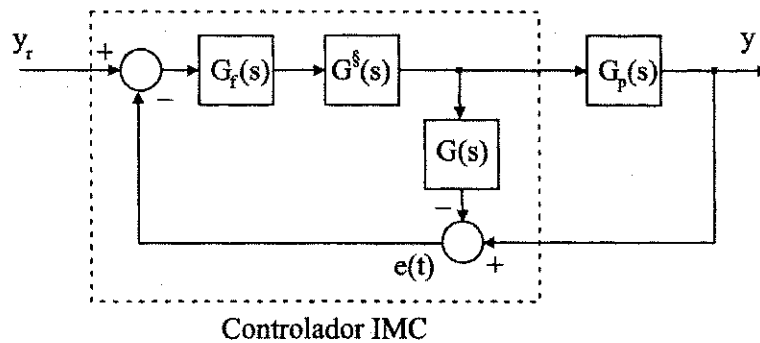 y_r + y
G_f(s) G^§(s) G_p(s)
−
G(s)
−
e(t) +
Controlador IMC